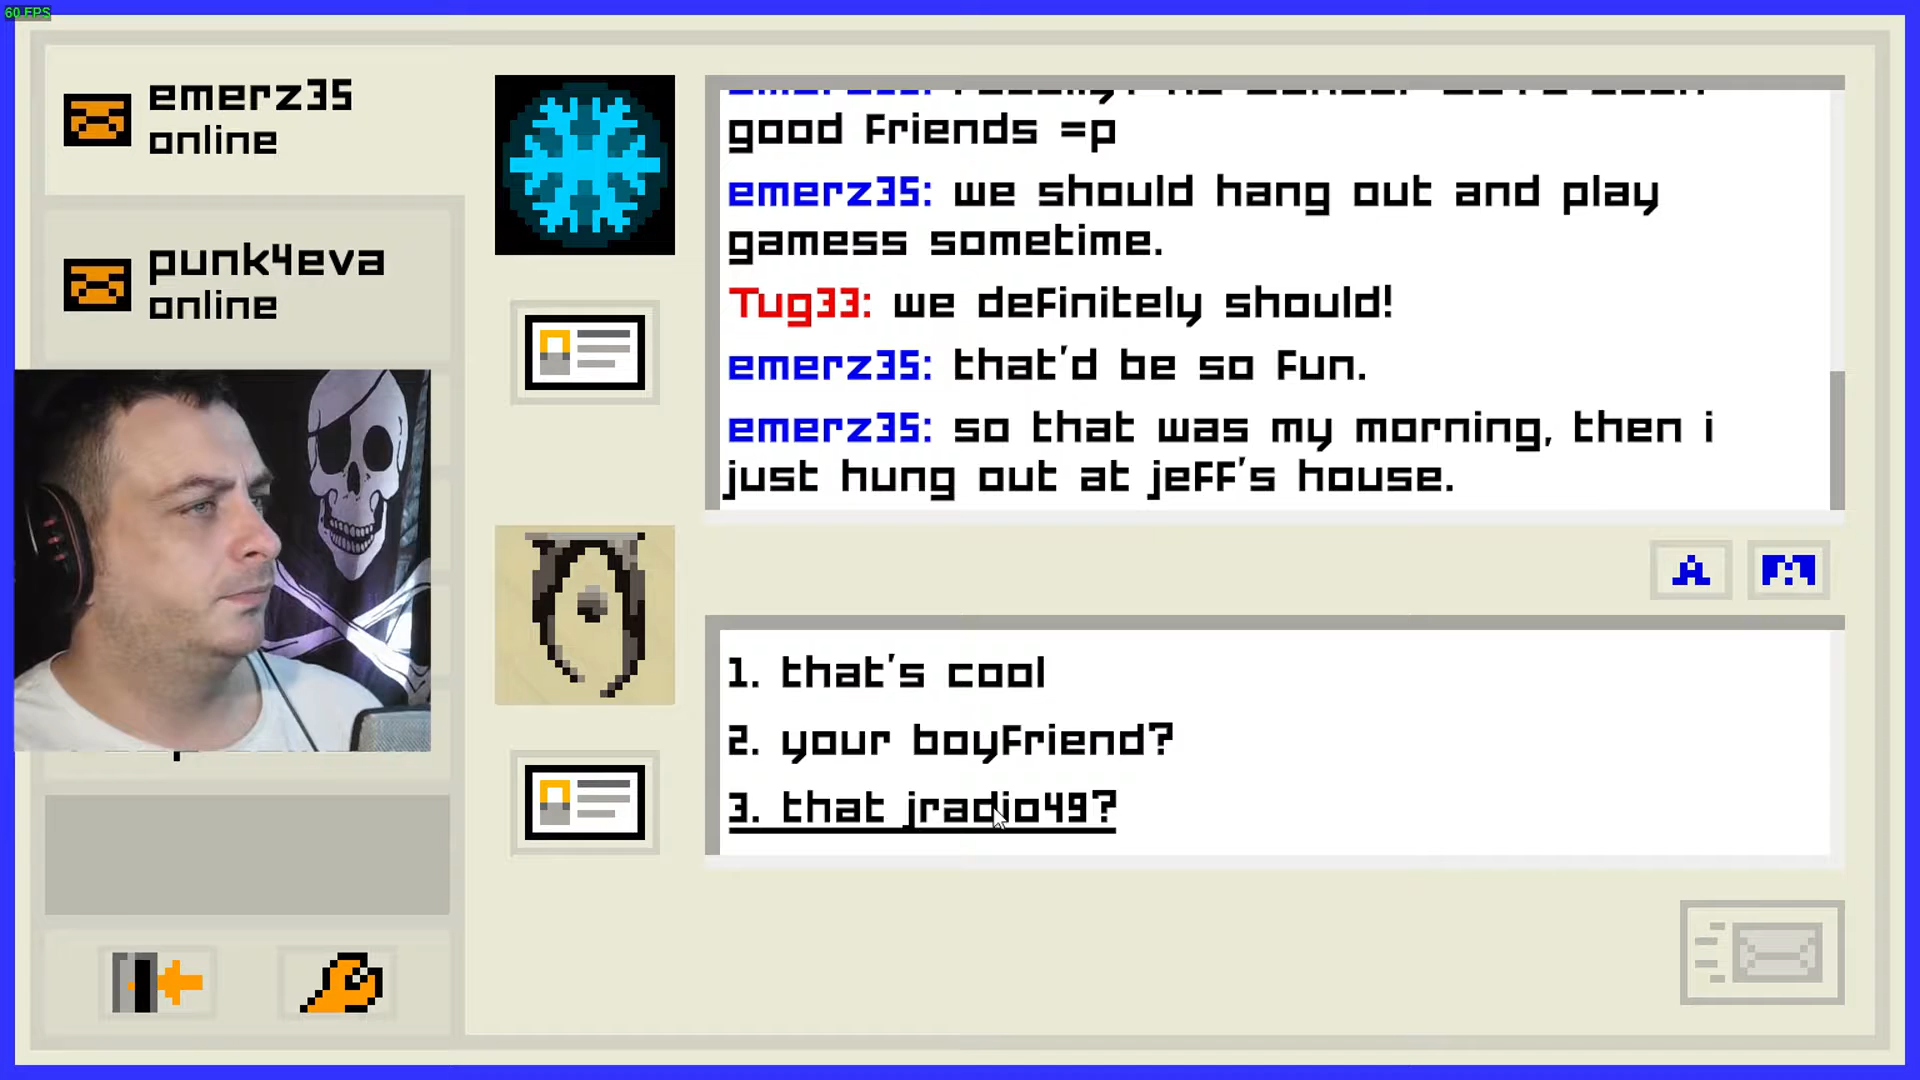 60 FPS
emerz35
online
punk4eva
online
good friends =p
emerz35: we should hang out and play
gamess sometime.
Tug33: we definitely should!
emerz35: that'd be so fun.
emerz35: so that was my morning, then i
just hung out at jeff's house.
A
1. that's cool
2. your boyfriend?
3. that jradio49?